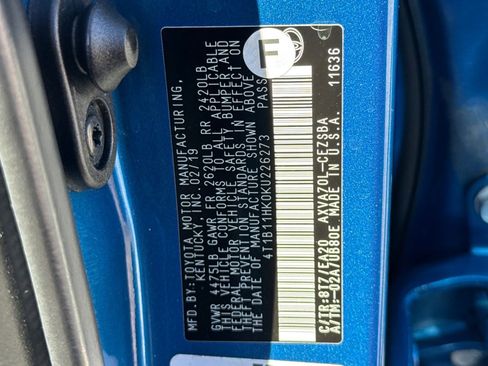 MFD.BY:TOYOTA MOTOR MANUFACTURING,
KENTUCKY, INC. 02/19
GVWR 4475LB GAWR FR 2620LB RR 2420LB
THIS VEHICLE CONFORMS TO ALL APPLICABLE
FEDERAL MOTOR VEHICLE SAFETY, BUMPER, AND
THEFT PREVENTION STANDARDS IN EFFECT ON
THE DATE OF MANUFACTURE SHOWN ABOVE.
4T1B11HK0KU226273 PASS
F
C/TR:8T7/FA20 AXVA70L-CEZSBA
A/TM:-02A/UB80E MADE IN U.S.A.
11636